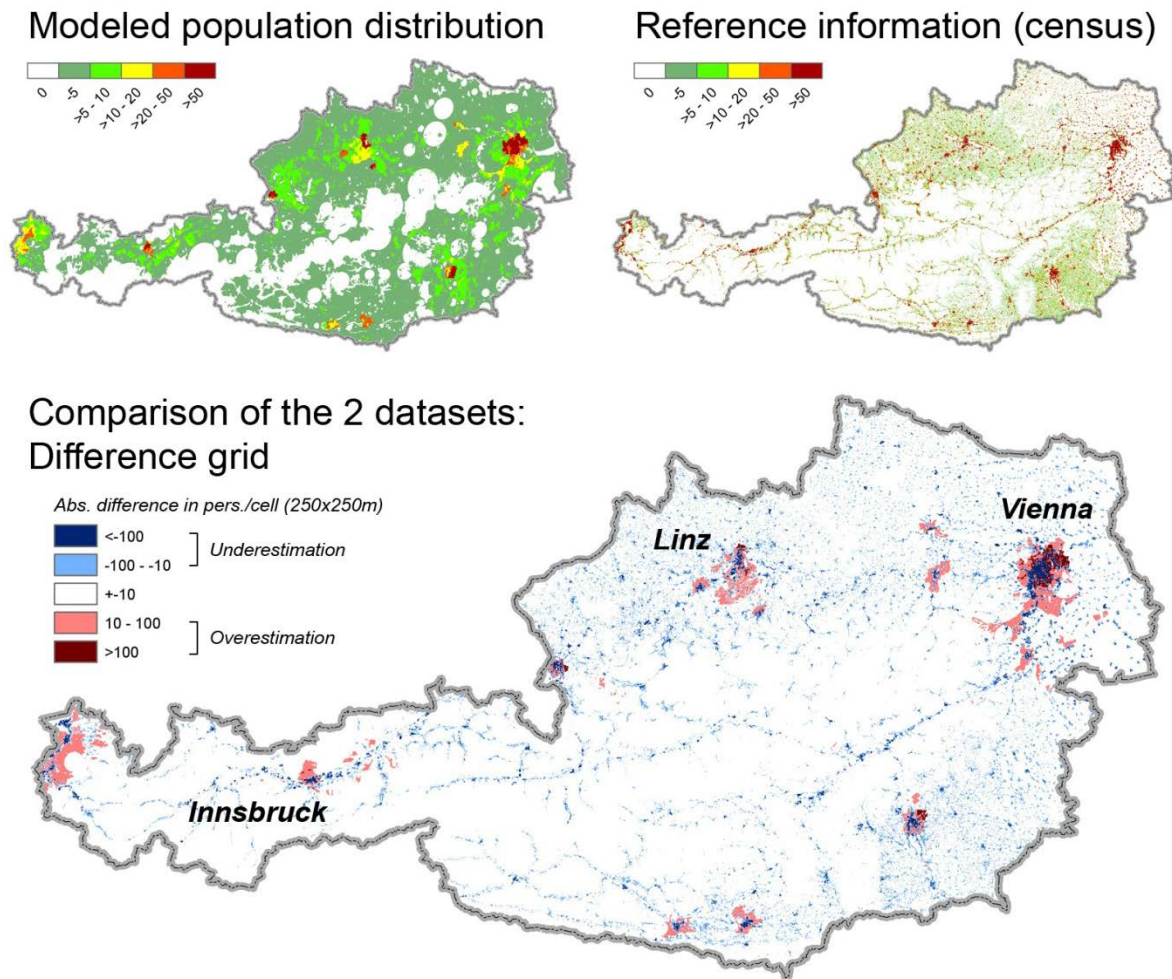 Modeled population distribution
0
-5
>5 - 10
>10 - 20
>20 - 50
>50
Reference information (census)
0
-5
>5 - 10
>10 - 20
>20 - 50
>50
Comparison of the 2 datasets:
Difference grid
Abs. difference in pers./cell (250x250m)
<-100
-100 - -10
Underestimation
+-10
10 - 100
>100
Overestimation
Linz
Vienna
Innsbruck